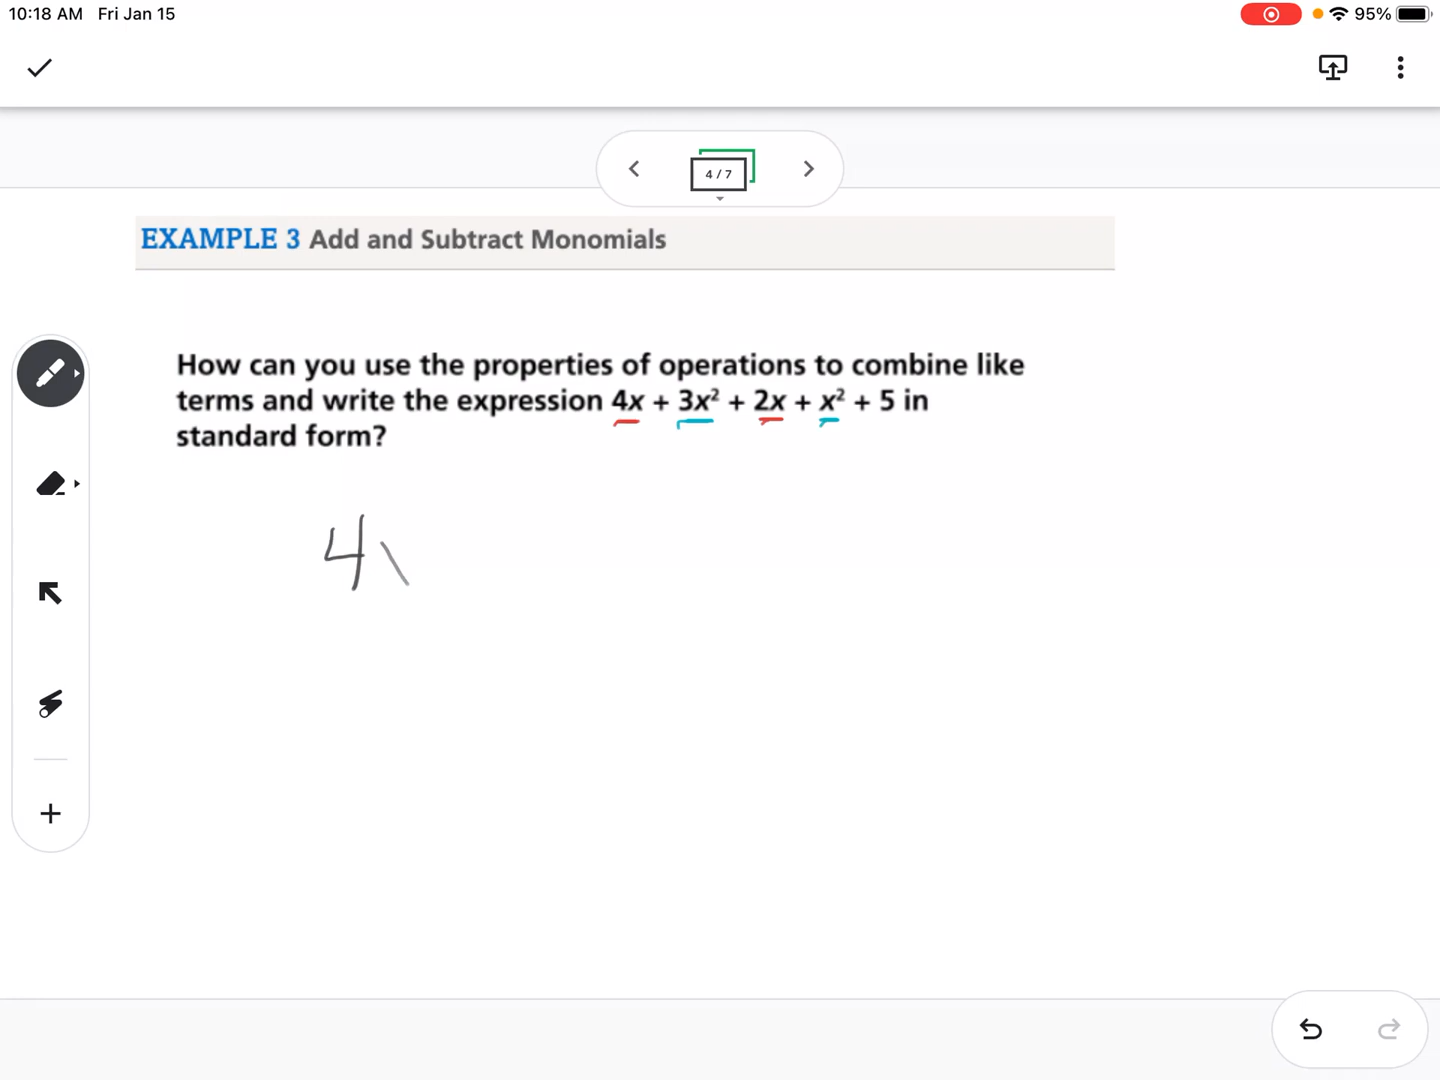 10:18 AM Fri Jan 15
95%
4 / 7
EXAMPLE 3 Add and Subtract Monomials
How can you use the properties of operations to combine like
terms and write the expression 4x + 3x² + 2x + x² + 5 in
standard form?
4